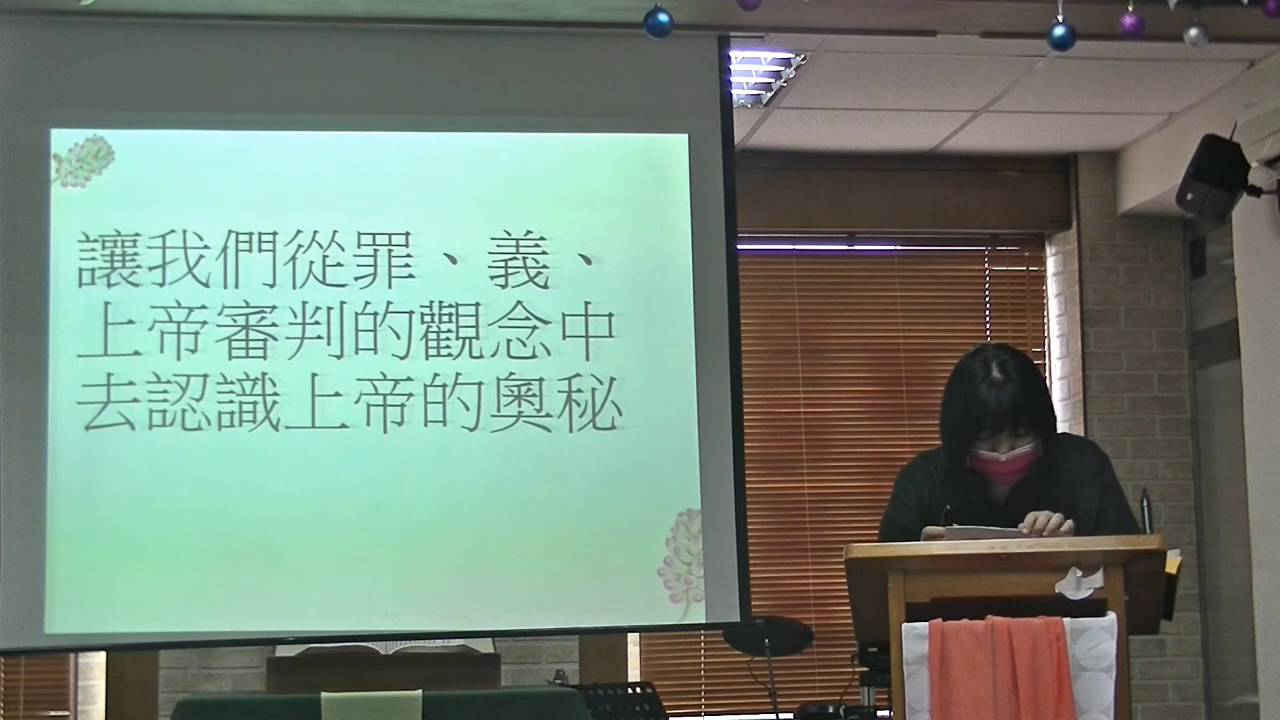 讓我們從罪、義、
上帝審判的觀念中
去認識上帝的奧秘